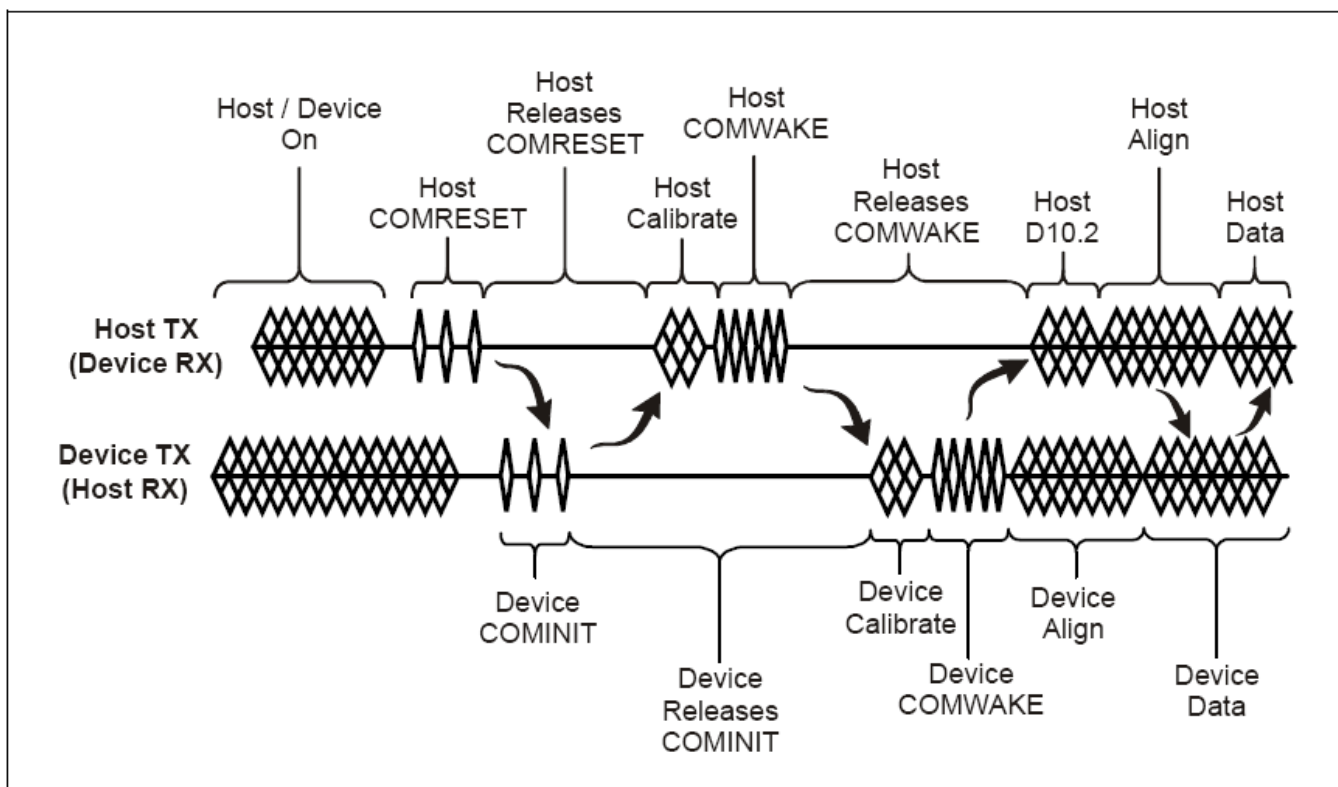 Host / Device
On
Host
COMRESET
Host
Releases
COMRESET
Host
Calibrate
Host
COMWAKE
Host
Releases
COMWAKE
Host
D10.2
Host
Align
Host
Data
Host TX
(Device RX)
Device TX
(Host RX)
Device
COMINIT
Device
Releases
COMINIT
Device
Calibrate
Device
COMWAKE
Device
Align
Device
Data